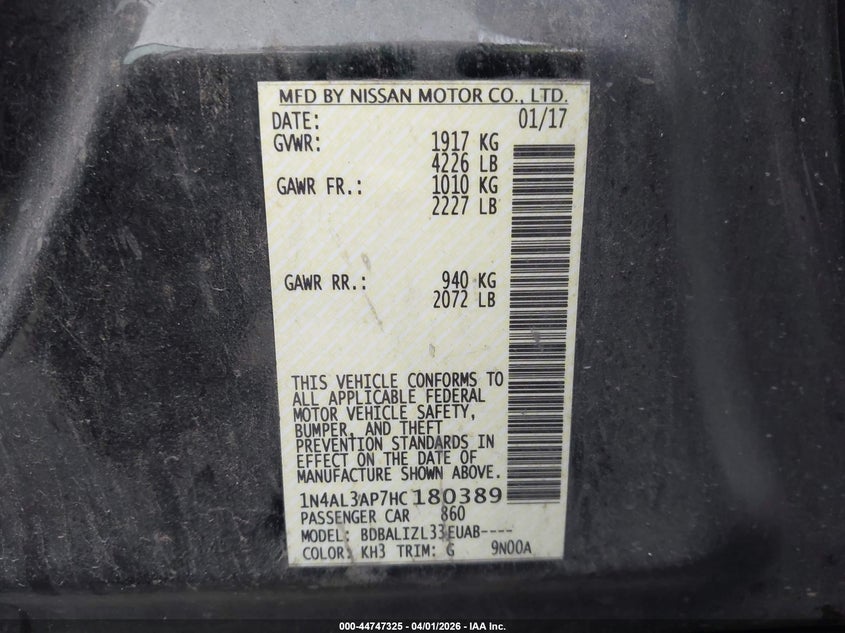 MFD BY NISSAN MOTOR CO., LTD.
DATE: 01/17
GVWR: 1917 KG
4226 LB
GAWR FR.: 1010 KG
2227 LB
GAWR RR.: 940 KG
2072 LB
THIS VEHICLE CONFORMS TO
ALL APPLICABLE FEDERAL
MOTOR VEHICLE SAFETY,
BUMPER, AND THEFT
PREVENTION STANDARDS IN
EFFECT ON THE DATE OF
MANUFACTURE SHOWN ABOVE.
1N4AL3AP7HC180389
PASSENGER CAR 860
MODEL: BDBALIZL33EUAB----
COLOR: KH3 TRIM: G 9N00A
000-44747325 - 04/01/2026 - IAA Inc.